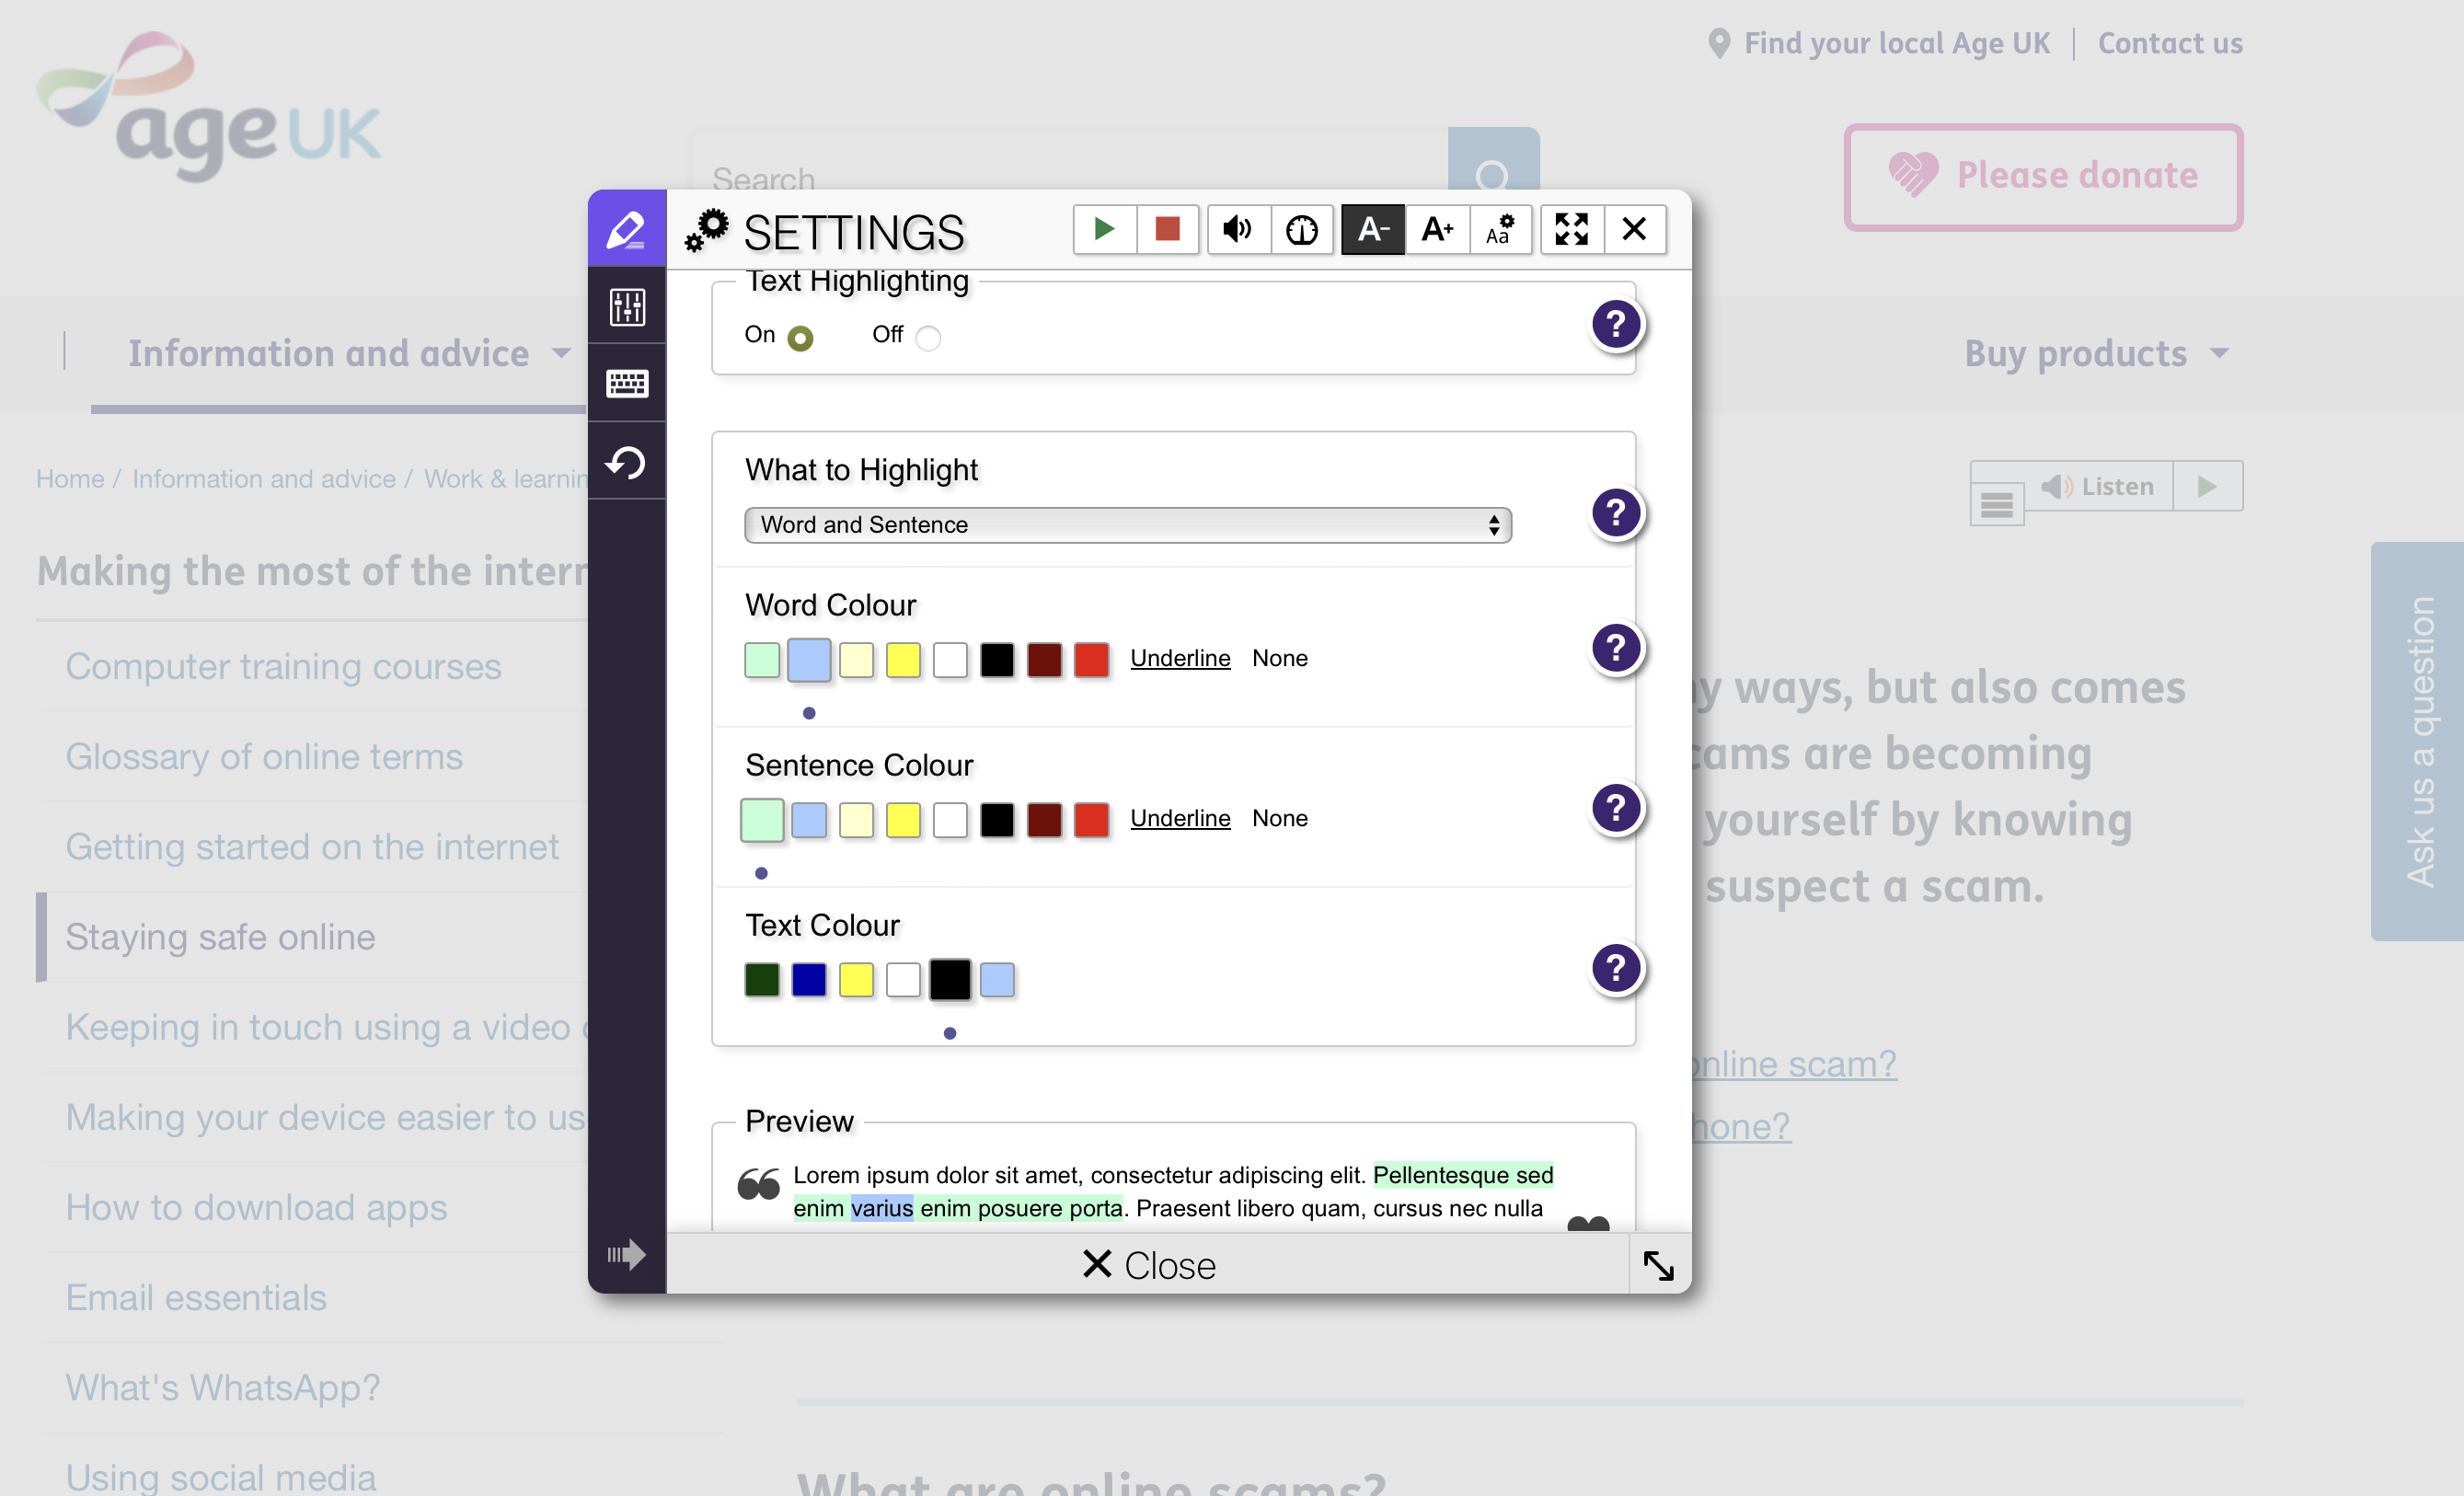 age UK
Find your local Age UK
Contact us
Search
Please donate
Information and advice
Buy products
Home / Information and advice / Work &
Listen
Making the most of the
Computer training courses
Glossary of online terms
Getting started on the internet
Staying safe online
Keeping in touch using a video
Making your device easier to
How to download apps
Email essentials
What's WhatsApp?
Using social media
SETTINGS
A- A+ Aa
Text Highlighting
On Off
?
What to Highlight
Word and Sentence
?
Word Colour
Underline None
?
Sentence Colour
Underline None
?
Text Colour
?
Preview
Lorem ipsum dolor sit amet, consectetur adipiscing elit. Pellentesque sed
enim varius enim posuere porta. Praesent libero quam, cursus nec nulla
Close
ways, but also comes
are becoming
yourself by knowing
suspect a scam.
scam?
Ask us a question
What are online scams?